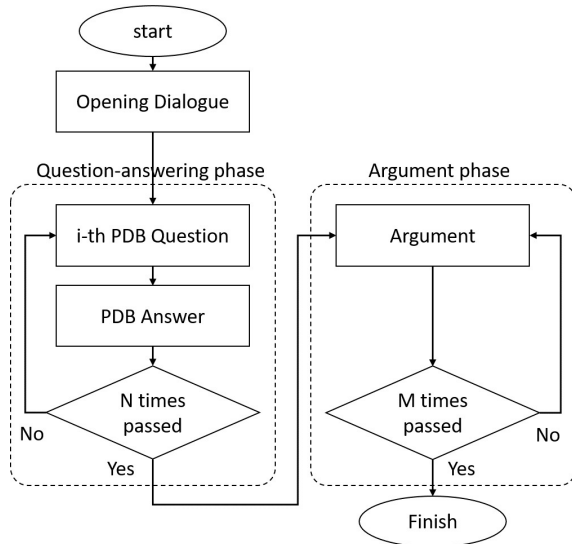 start
Opening Dialogue
Question-answering phase
i-th PDB Question
PDB Answer
N times
passed
No
Yes
Argument phase
Argument
M times
passed
No
Yes
Finish